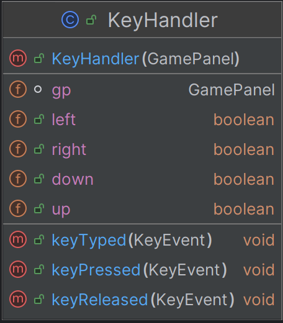 C KeyHandler
m KeyHandler(GamePanel)
f gp GamePanel
f left boolean
f right boolean
f down boolean
f up boolean
m keyTyped(KeyEvent) void
m keyPressed(KeyEvent) void
m keyReleased(KeyEvent) void